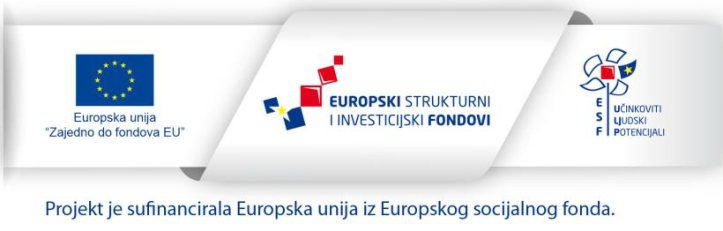 Europska unija
"Zajedno do fondova EU"
EUROPSKI STRUKTURNI
I INVESTICIJSKI FONDOVI
E
S
F
UČINKOVITI
LJUDSKI
POTENCIJALI
Projekt je sufinancirala Europska unija iz Europskog socijalnog fonda.